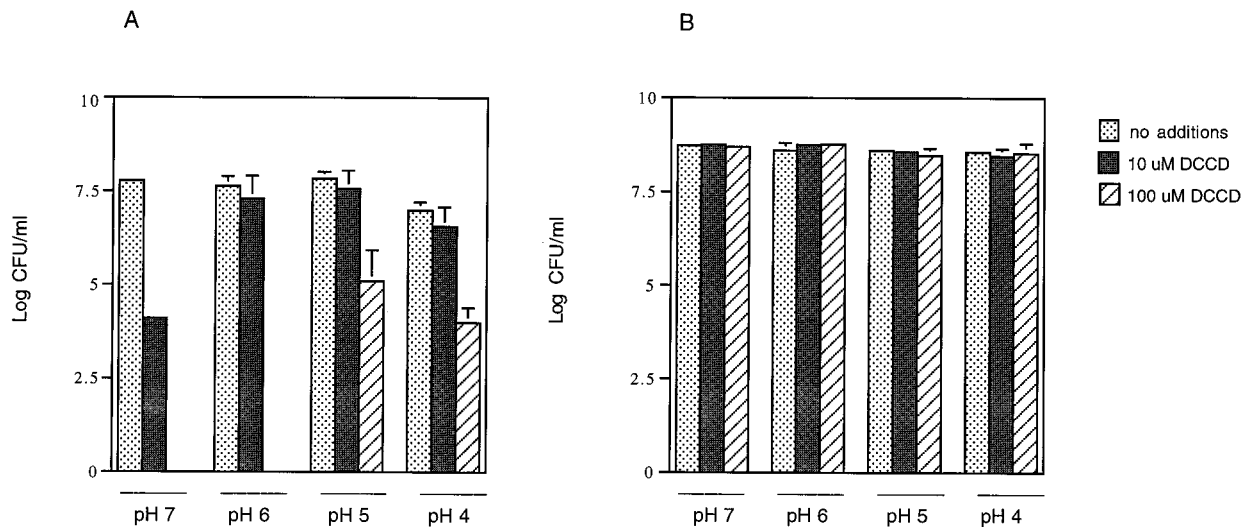 A
Log CFU/ml
10
7.5
5
2.5
0
pH 7 pH 6 pH 5 pH 4
B
Log CFU/ml
10
7.5
5
2.5
0
pH 7 pH 6 pH 5 pH 4
no additions
10 uM DCCD
100 uM DCCD